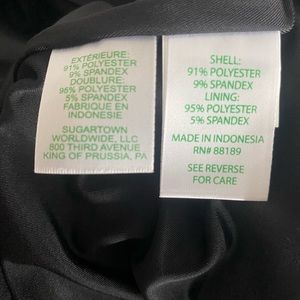 EXTÉRIEURE:
91% POLYESTER
9% SPANDEX
DOUBLURE:
95% POLYESTER
5% SPANDEX
FABRIQUE EN
INDONESIE
SUGARTOWN
WORLDWIDE, LLC
800 THIRD AVENUE
KING OF PRUSSIA, PA
SHELL:
91% POLYESTER
9% SPANDEX
LINING:
95% POLYESTER
5% SPANDEX
MADE IN INDONESIA
RN# 88189
SEE REVERSE
FOR CARE